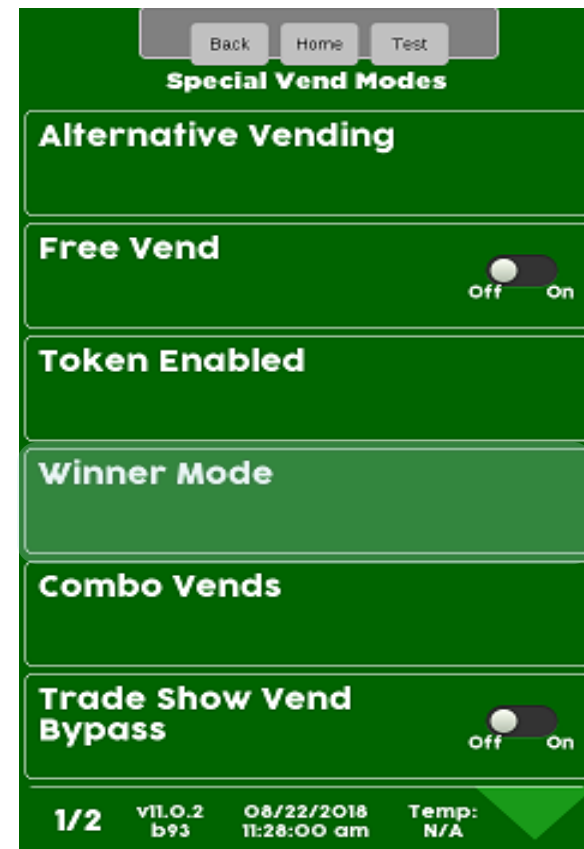 Back Home Test
Special Vend Modes
Alternative Vending
Free Vend
Off On
Token Enabled
Winner Mode
Combo Vends
Trade Show Vend
Bypass
Off On
1/2 v11.0.2 08/22/2018 Temp:
b93 11:28:00 am N/A